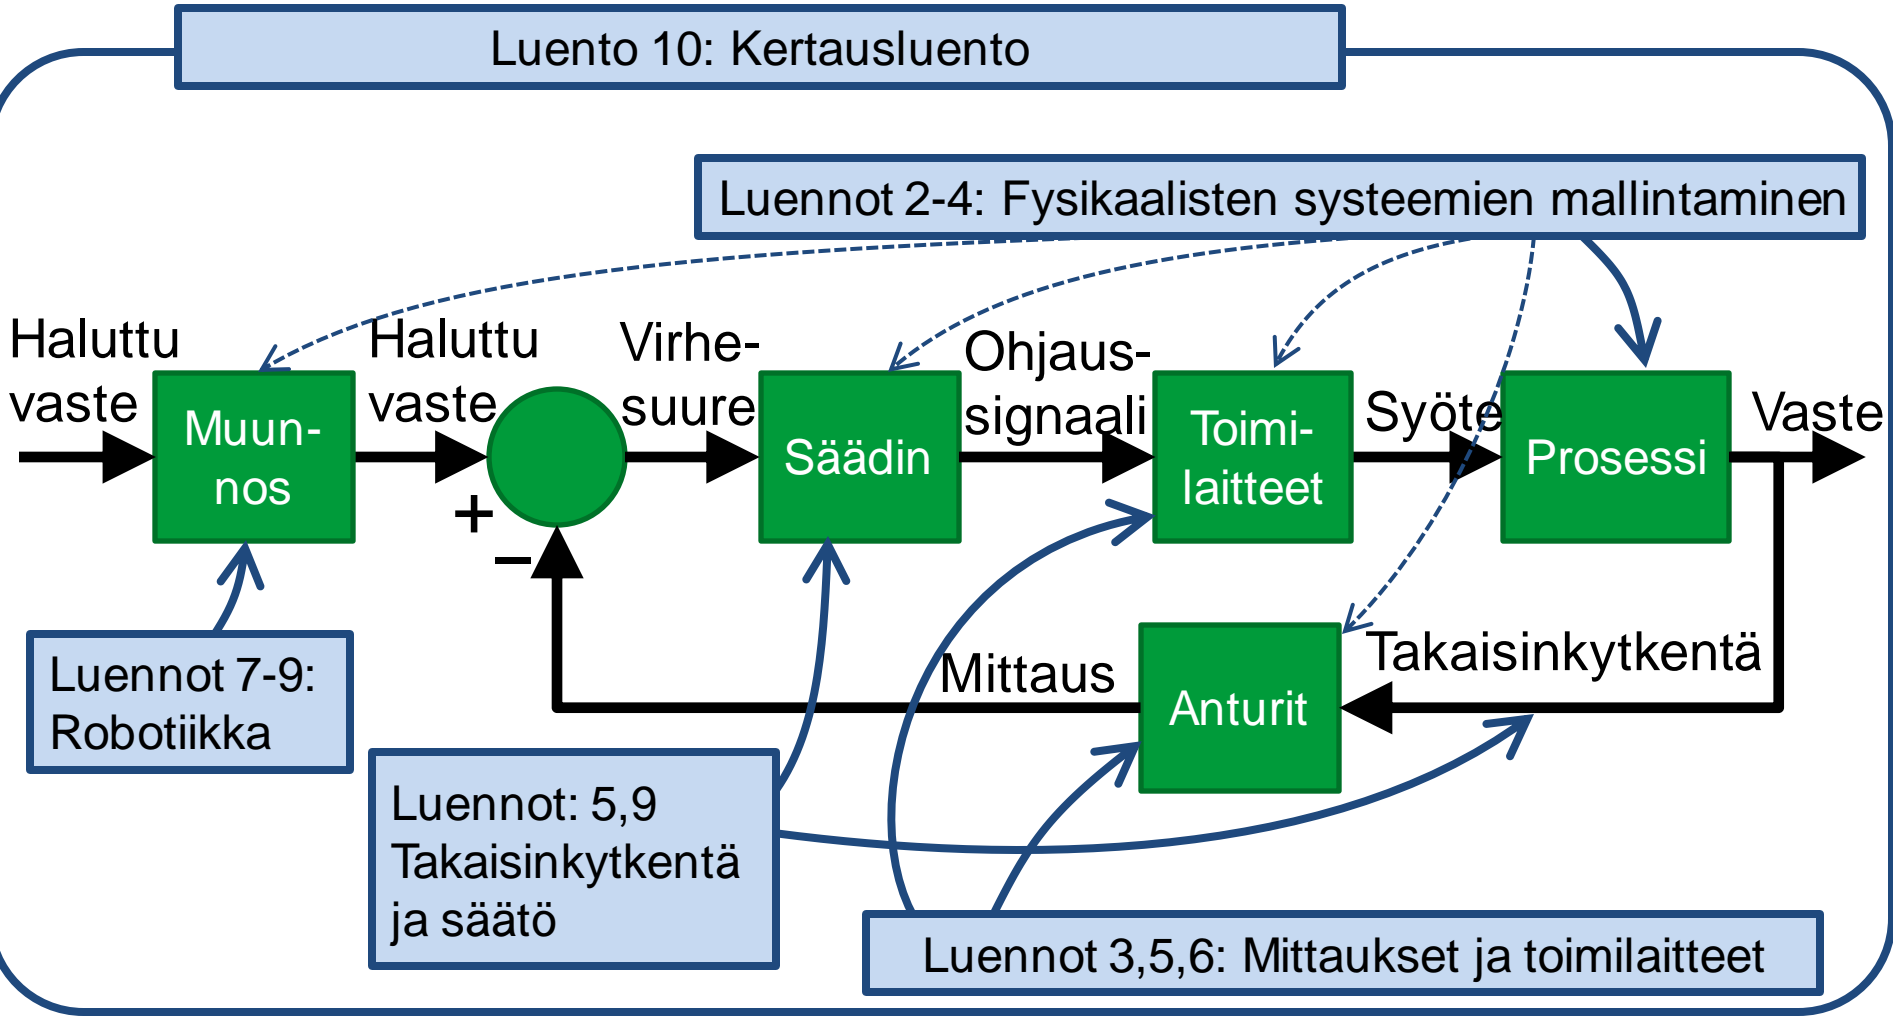 Luento 10: Kertausluento
Luennot 2-4: Fysikaalisten systeemien mallintaminen
Haluttu
vaste
Muun-
nos
Haluttu
vaste
+
–
Virhe-
suure
Säädin
Ohjaus-
signaali
Toimi-
laitteet
Syöte
Prosessi
Vaste
Luennot 7-9:
Robotiikka
Mittaus
Anturit
Takaisinkytkentä
Luennot: 5,9
Takaisinkytkentä
ja säätö
Luennot 3,5,6: Mittaukset ja toimilaitteet